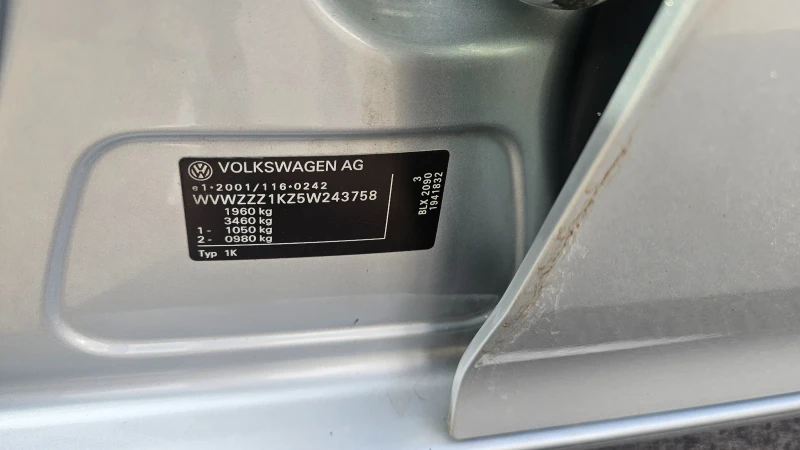 VOLKSWAGEN AG
e1*2001/116*0242
WVWZZZ1KZ5W243758
1960 kg
3460 kg
1- 1050 kg
2- 0980 kg
Typ 1K
3
BLX 2090
1941832